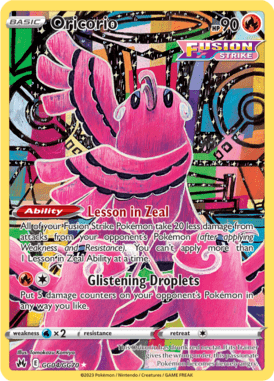 BASIC Oricorio HP 90
FUSION
STRIKE
Ability Lesson in Zeal
All of your Fusion Strike Pokémon take 20 less damage from
attacks from your opponent's Pokémon (after applying
Weakness and Resistance). You can't apply more than
1 Lesson in Zeal Ability at a time.
Glistening Droplets
Put 5 damage counters on your opponent's Pokémon in
any way you like.
weakness ×2 resistance retreat
Illus.
©2023 Pokémon / Nintendo / Creatures / GAME FREAK